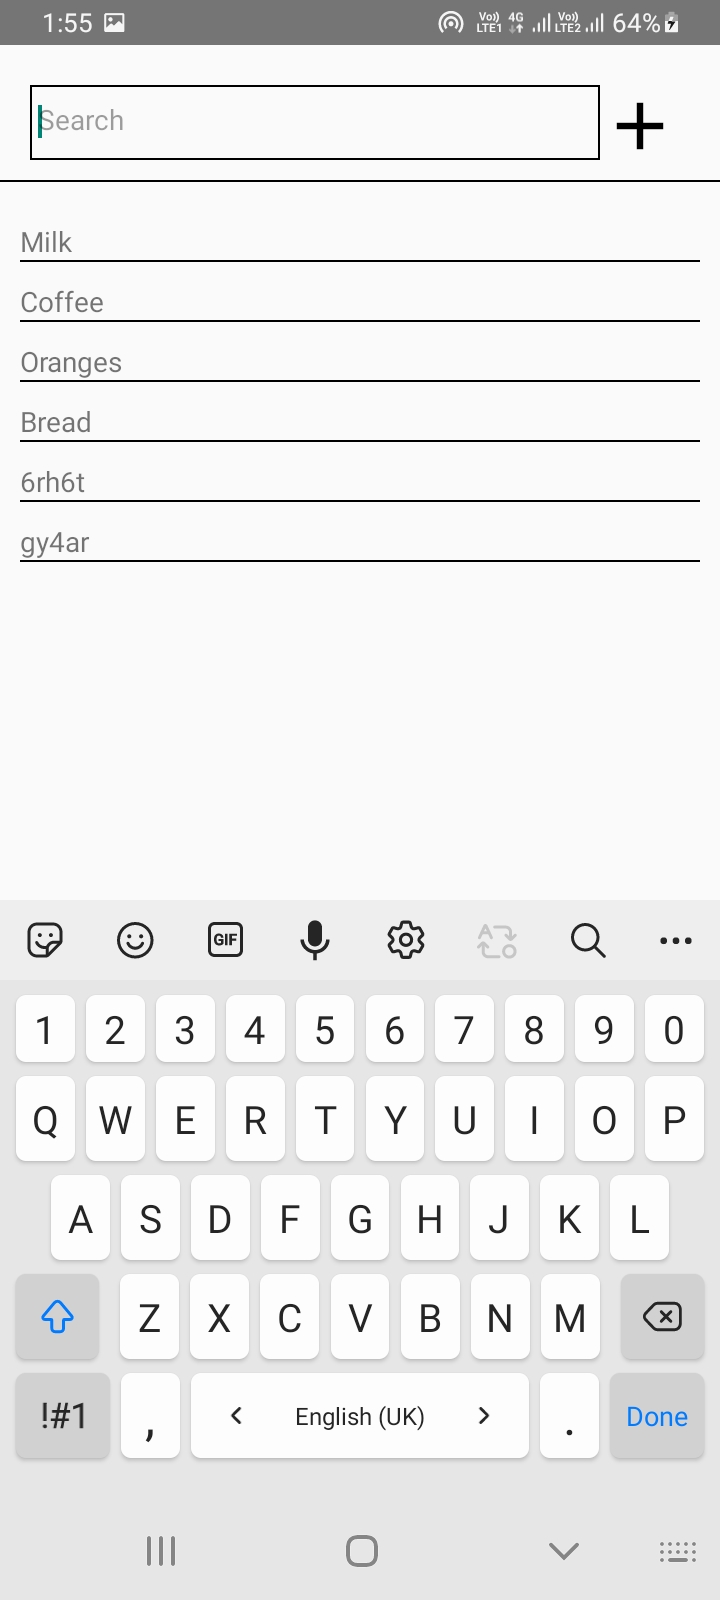 1:55 Vo)) LTE1 4G Vo)) LTE2 64%
Search
Milk
Coffee
Oranges
Bread
6rh6t
gy4ar
GIF
1 2 3 4 5 6 7 8 9 0
Q W E R T Y U I O P
A S D F G H J K L
Z X C V B N M
!#1 , English (UK) . Done